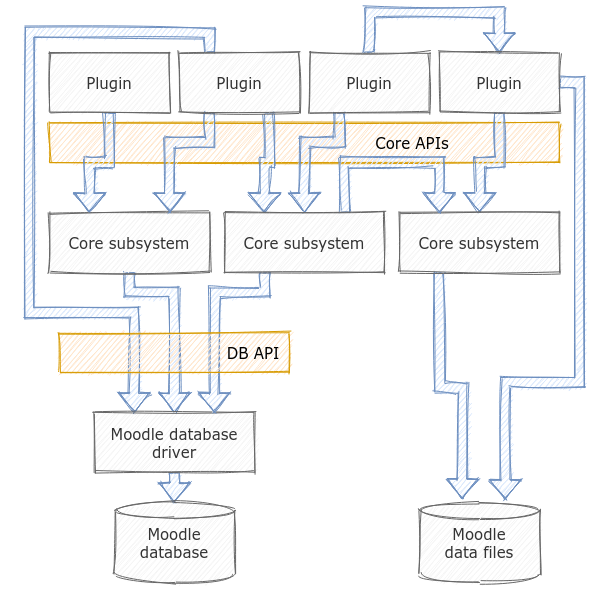 Plugin
Plugin
Plugin
Plugin
Core APIs
Core subsystem
Core subsystem
Core subsystem
DB API
Moodle database
driver
Moodle
database
Moodle
data files